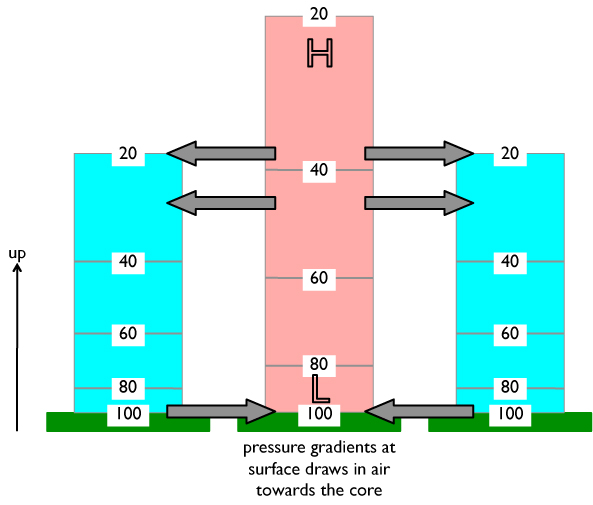 20
H
20
20
40
up
40
40
60
60
60
80
80
80
L
100
100
100
pressure gradients at
surface draws in air
towards the core